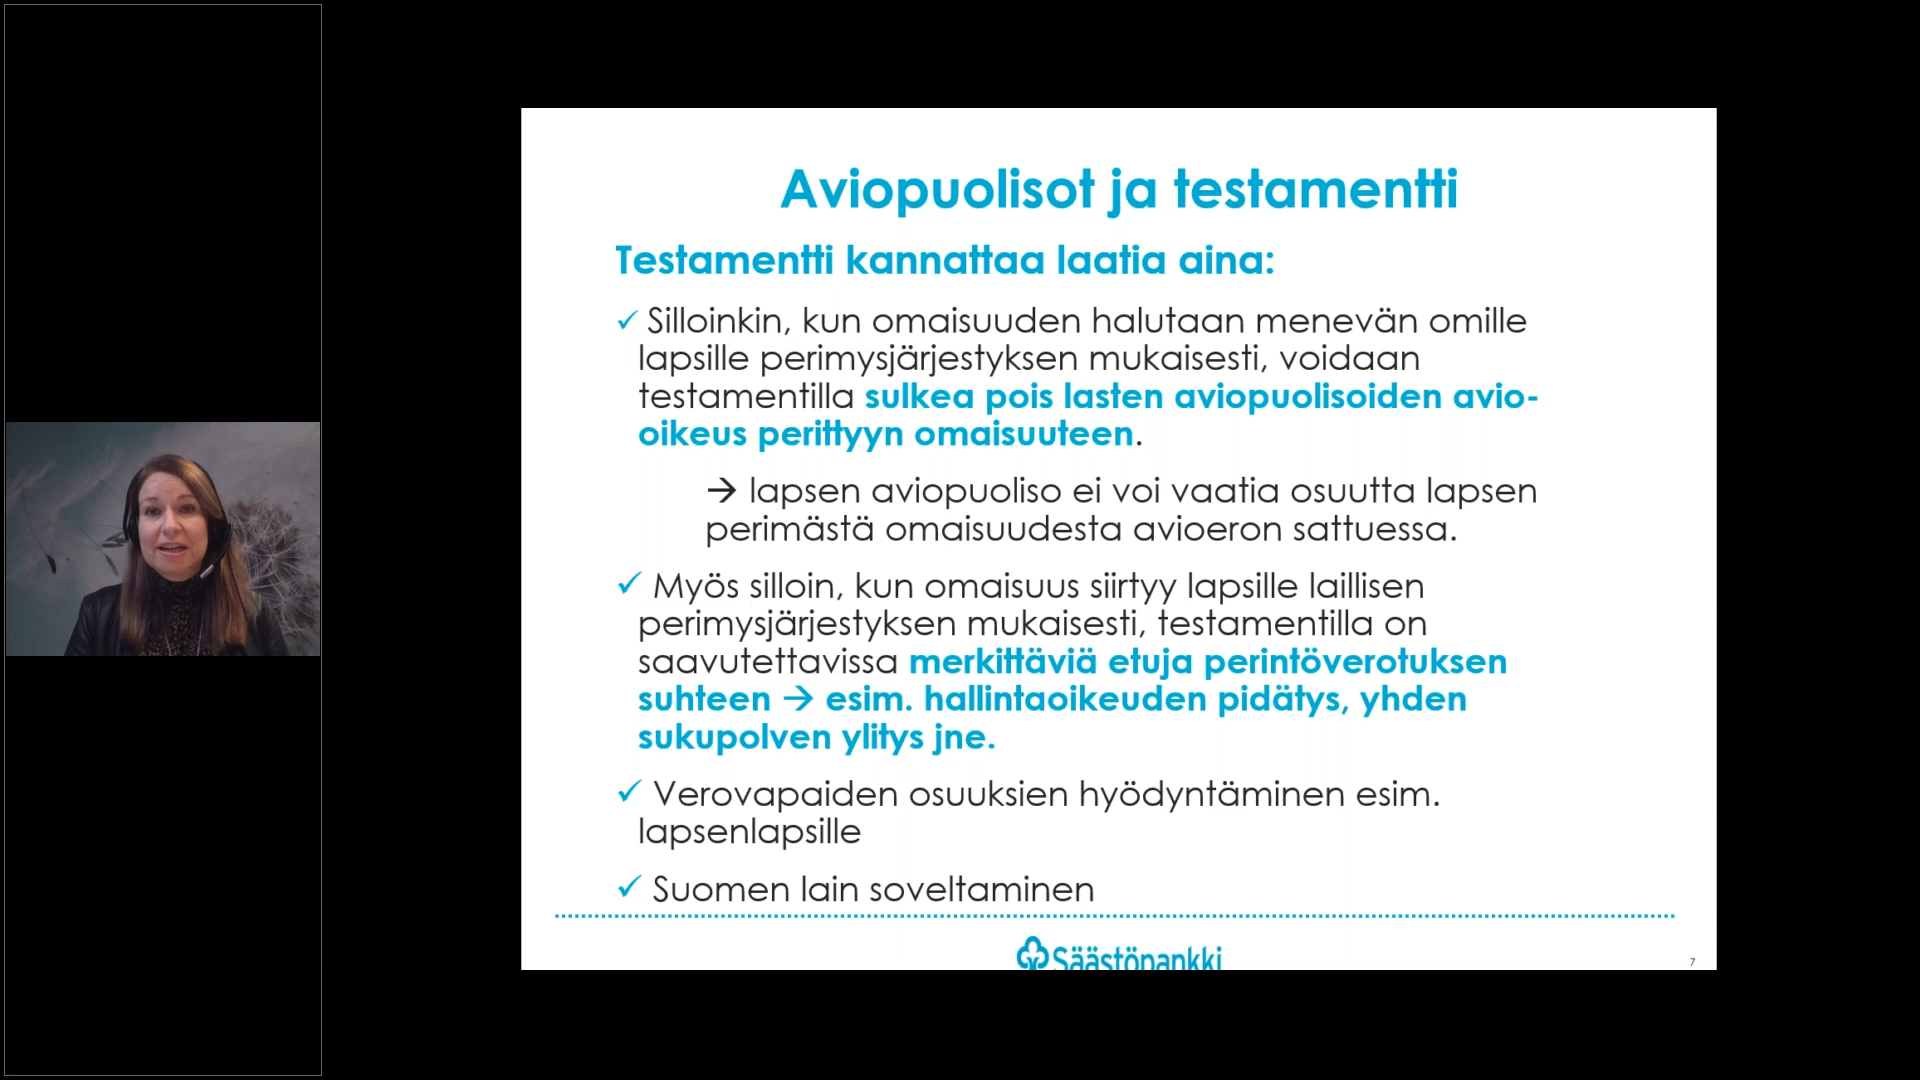 Aviopuolisot ja testamentti
Testamentti kannattaa laatia aina:
✓ Silloinkin, kun omaisuuden halutaan menevän omille
lapsille perimysjärjestyksen mukaisesti, voidaan
testamentilla sulkea pois lasten aviopuolisoiden avio-
oikeus perittyyn omaisuuteen.
→ lapsen aviopuoliso ei voi vaatia osuutta lapsen
perimästä omaisuudesta avioeron sattuessa.
✓ Myös silloin, kun omaisuus siirtyy lapsille laillisen
perimysjärjestyksen mukaisesti, testamentilla on
saavutettavissa merkittäviä etuja perintöverotuksen
suhteen → esim. hallintaoikeuden pidätys, yhden
sukupolven ylitys jne.
✓ Verovapaiden osuuksien hyödyntäminen esim.
lapsenlapsille
✓ Suomen lain soveltaminen
Säästöpankki
7